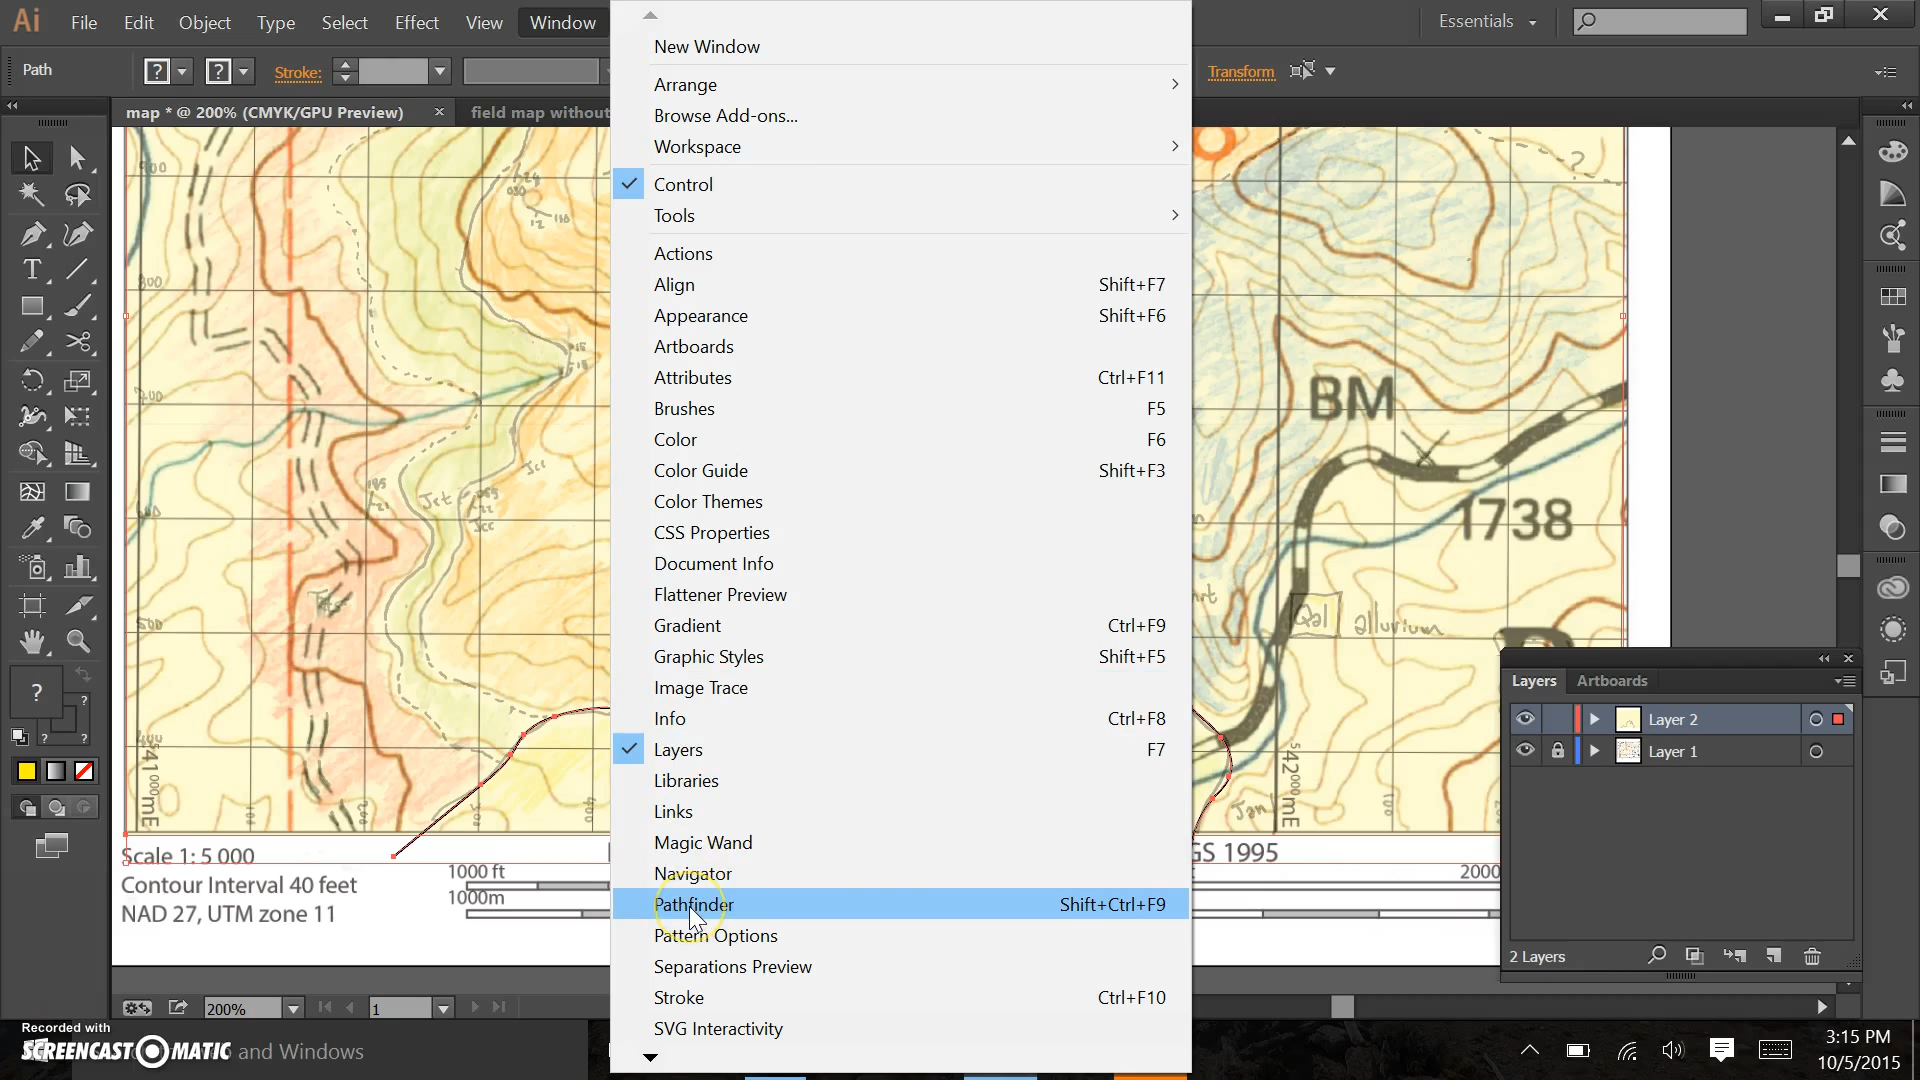 Ai File Edit Object Type Select Effect View Window
Essentials
Path
Stroke:
Transform
map * @ 200% (CMYK/GPU Preview)
field map without
New Window
Arrange
Browse Add-ons...
Workspace
Control
Tools
Actions
Align Shift+F7
Appearance Shift+F6
Artboards
Attributes Ctrl+F11
Brushes F5
Color F6
Color Guide Shift+F3
Color Themes
CSS Properties
Document Info
Flattener Preview
Gradient Ctrl+F9
Graphic Styles Shift+F5
Image Trace
Info Ctrl+F8
Layers F7
Libraries
Links
Magic Wand
Navigator
Pathfinder Shift+Ctrl+F9
Pattern Options
Separations Preview
Stroke Ctrl+F10
SVG Interactivity
BM
1738
Qal alluvium
541000mE
542000mE
Scale 1: 5 000
Contour Interval 40 feet
NAD 27, UTM zone 11
1000 ft
1000m
GS 1995
2000
Layers Artboards
Layer 2
Layer 1
2 Layers
200%
1
Recorded with
SCREENCAST-O-MATIC
and Windows
3:15 PM
10/5/2015